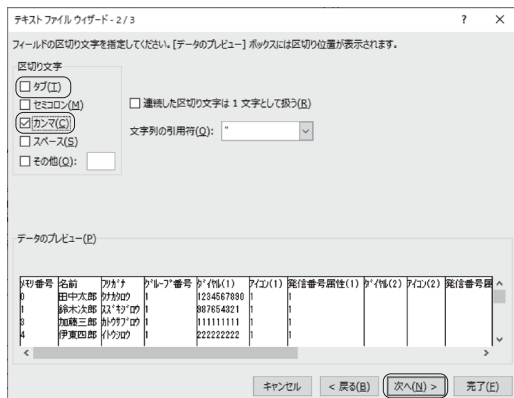 テキスト ファイル ウィザード - 2 / 3
? ×
フィールドの区切り文字を指定してください。[データのプレビュー] ボックスには区切り位置が表示されます。
区切り文字
タブ(T)
セミコロン(M)
カンマ(C)
スペース(S)
その他(O):
連続した区切り文字は 1 文字として扱う(R)
文字列の引用符(Q): "
データのプレビュー(P)
ﾒﾓﾘ番号 名前 ﾌﾘｶﾞﾅ ｸﾞﾙｰﾌﾟ番号 ﾀﾞｲﾔﾙ(1) ｱｲｺﾝ(1) 発信番号属性(1) ﾀﾞｲﾔﾙ(2) ｱｲｺﾝ(2) 発信番号属
0 田中太郎 ﾀﾅｶﾀﾛｳ 1 1234567890 1 1
1 鈴木次郎 ｽｽﾞｷｼﾞﾛｳ 1 987654321 1 1
3 加藤三郎 ｶﾄｳｻﾌﾞﾛｳ 1 111111111 1 1
4 伊東四郎 ｲﾄｳｼﾛｳ 1 222222222 1 1
キャンセル < 戻る(B) 次へ(N) > 完了(F)